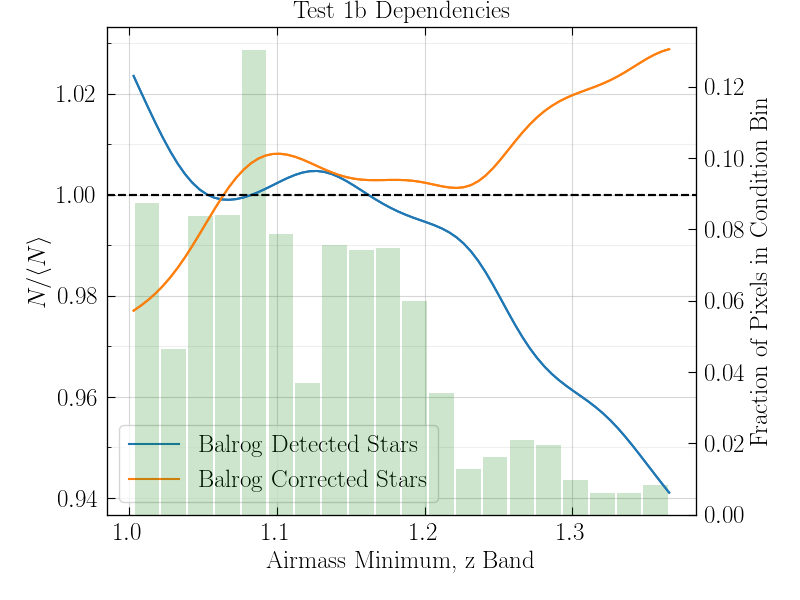 Test 1b Dependencies
N/⟨N⟩
1.02
1.00
0.98
0.96
0.94
0.12
0.10
0.08
0.06
0.04
0.02
0.00
Fraction of Pixels in Condition Bin
Balrog Detected Stars
Balrog Corrected Stars
1.0 1.1 1.2 1.3
Airmass Minimum, z Band